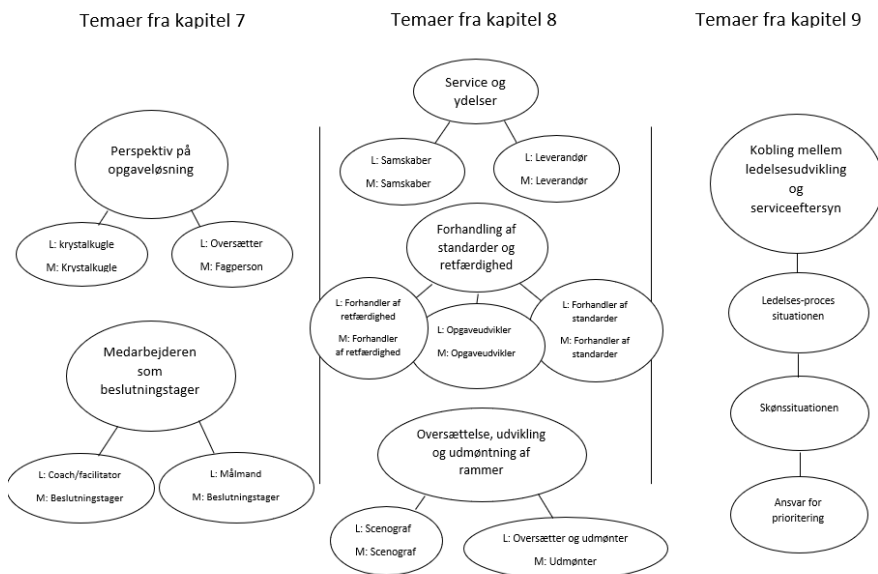 Temaer fra kapitel 7
Perspektiv på
opgaveløsning
L: krystalkugle
M: Krystalkugle
L: Oversætter
M: Fagperson
Medarbejderen
som
beslutningstager
L: Coach/facilitator
M: Beslutningstager
L: Målmand
M: Beslutningstager
Temaer fra kapitel 8
Service og
ydelser
L: Samskaber
M: Samskaber
L: Leverandør
M: Leverandør
Forhandling af
standarder og
retfærdighed
L: Forhandler af
retfærdighed
M: Forhandler
af retfærdighed
L: Opgaveudvikler
M: Opgaveudvikler
L: Forhandler af
standarder
M: Forhandler af
standarder
Oversættelse, udvikling
og udmøntning af
rammer
L: Scenograf
M: Scenograf
L: Oversætter og udmønter
M: Udmønter
Temaer fra kapitel 9
Kobling mellem
ledelsesudvikling
og
serviceeftersyn
Ledelses-proces
situationen
Skønssituationen
Ansvar for
prioritering